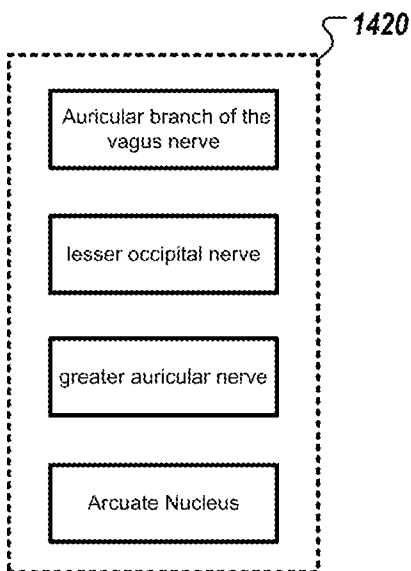 1420
Auricular branch of the
vagus nerve
lesser occipital nerve
greater auricular nerve
Arcuate Nucleus